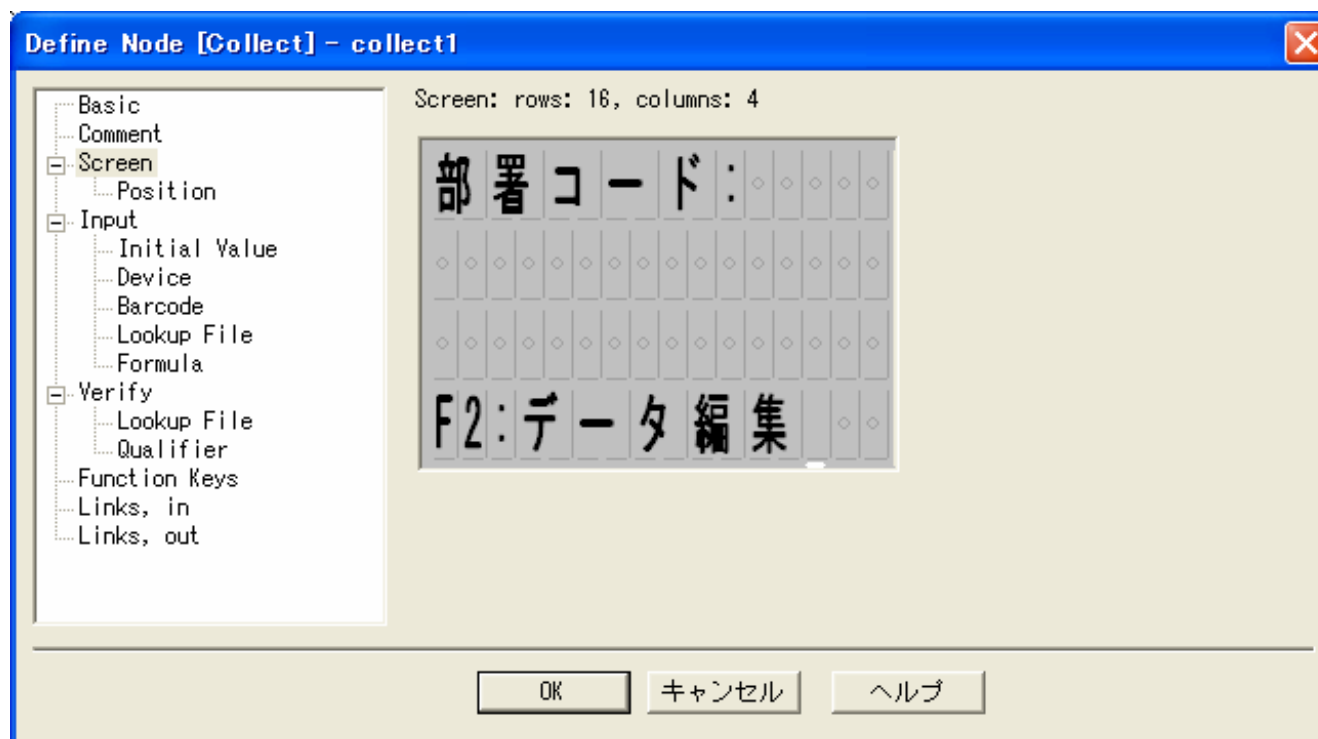 Define Node [Collect] - collect1
Basic
Comment
Screen
Position
Input
Initial Value
Device
Barcode
Lookup File
Formula
Verify
Lookup File
Qualifier
Function Keys
Links, in
Links, out
Screen: rows: 16, columns: 4
部署コード:
F2:データ編集
OK
キャンセル
ヘルプ